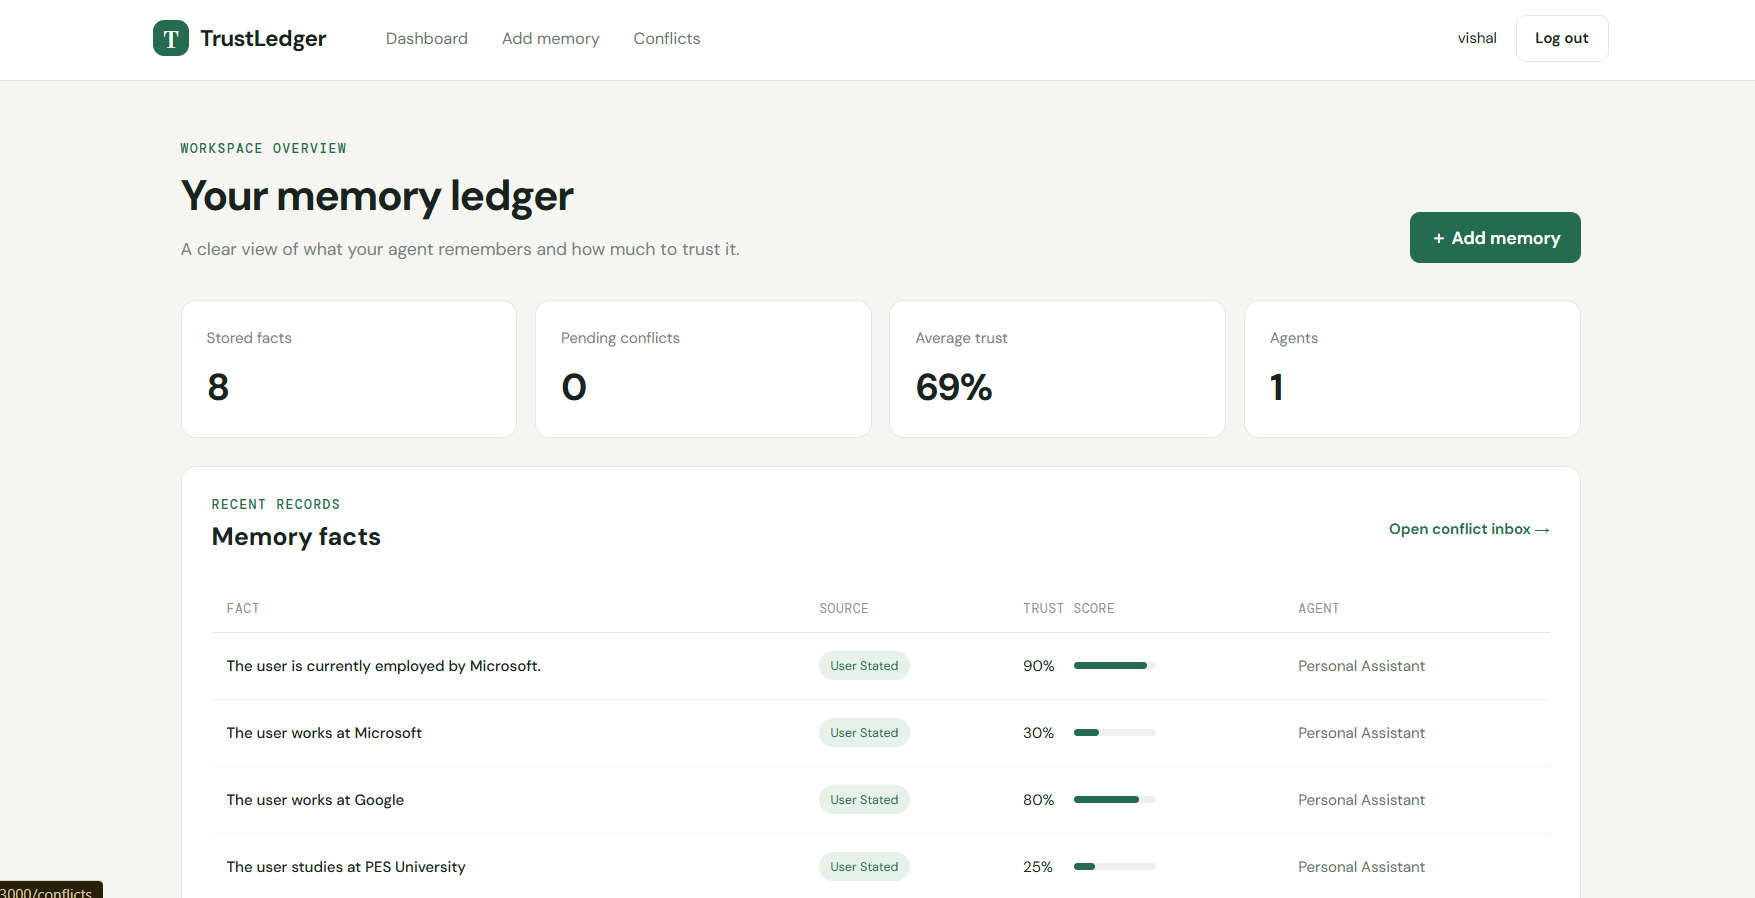 T TrustLedger Dashboard Add memory Conflicts vishal Log out
WORKSPACE OVERVIEW
Your memory ledger
A clear view of what your agent remembers and how much to trust it.
+ Add memory
Stored facts Pending conflicts Average trust Agents
8 0 69% 1
RECENT RECORDS
Memory facts
Open conflict inbox →
FACT SOURCE TRUST SCORE AGENT
The user is currently employed by Microsoft. User Stated 90% Personal Assistant
The user works at Microsoft User Stated 30% Personal Assistant
The user works at Google User Stated 80% Personal Assistant
The user studies at PES University User Stated 25% Personal Assistant
3000/conflicts